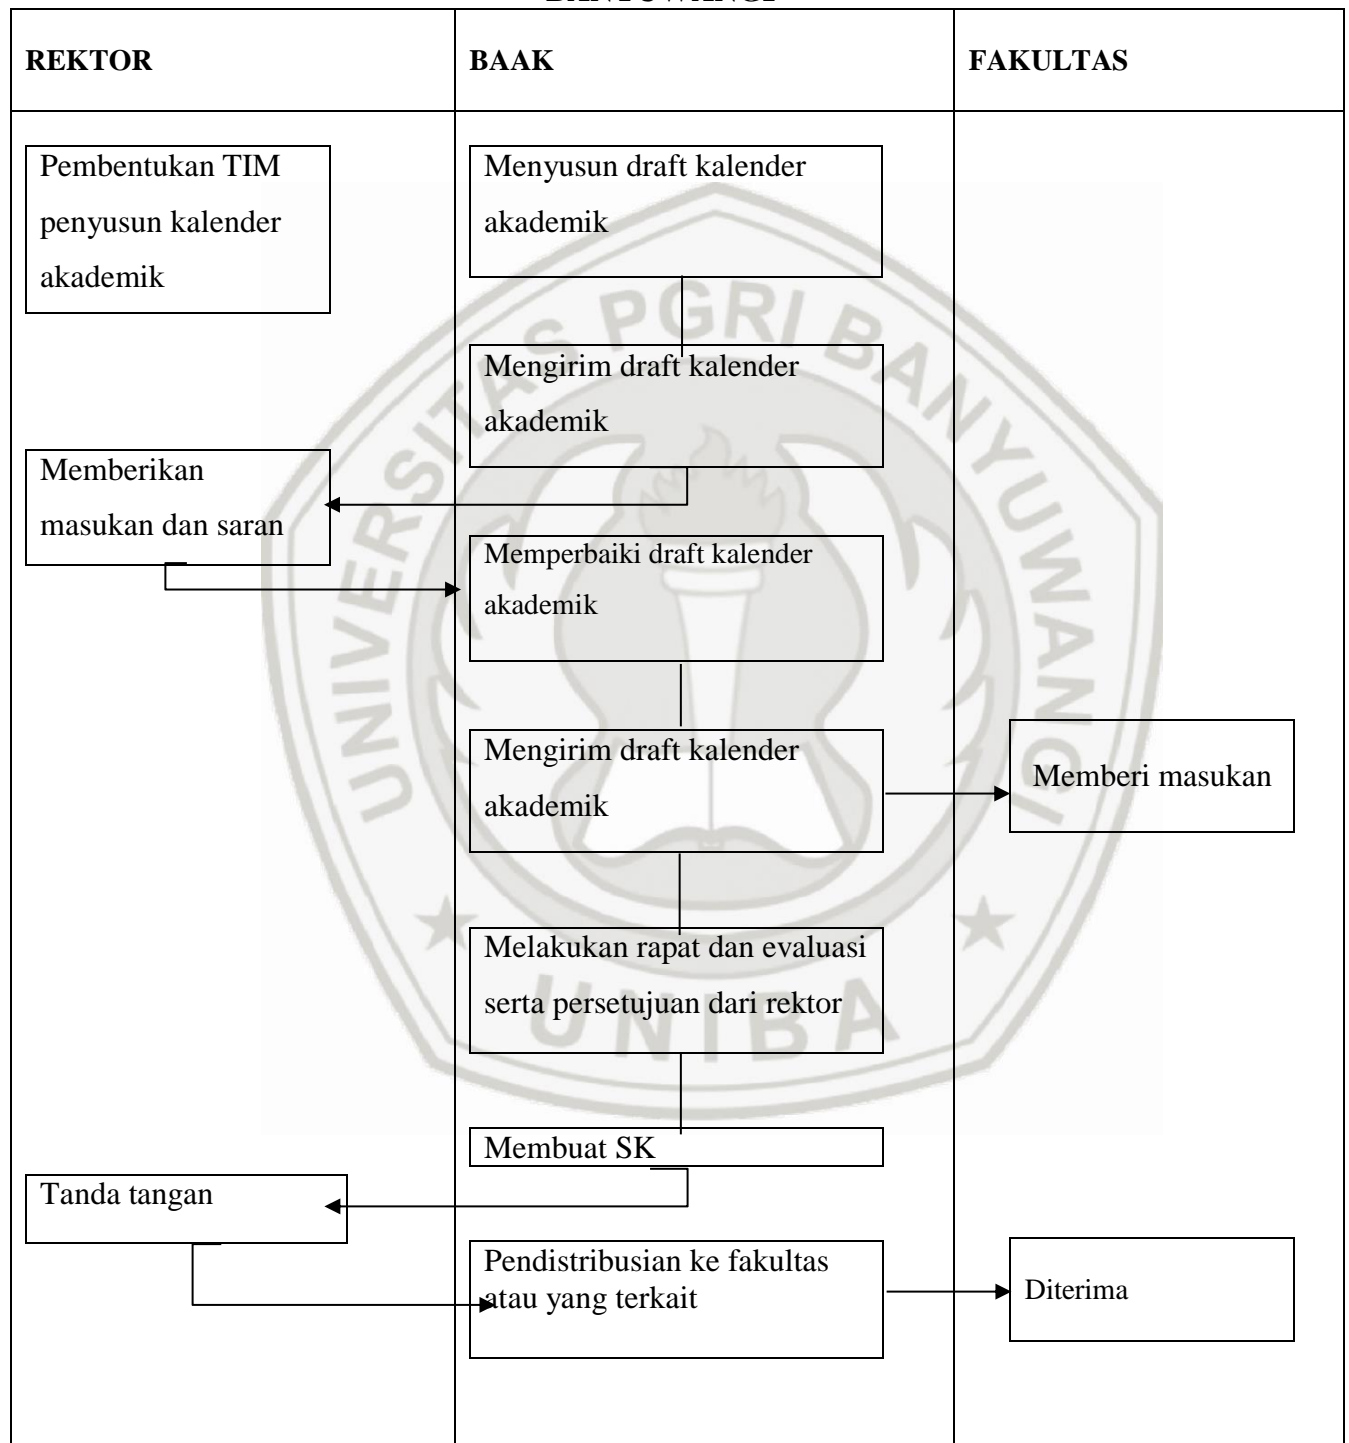 REKTOR
BAAK
FAKULTAS
Pembentukan TIM
penyusun kalender
akademik
Menyusun draft kalender
akademik
Mengirim draft kalender
akademik
Memberikan
masukan dan saran
Memperbaiki draft kalender
akademik
Mengirim draft kalender
akademik
Memberi masukan
Melakukan rapat dan evaluasi
serta persetujuan dari rektor
Membuat SK
Tanda tangan
Pendistribusian ke fakultas
atau yang terkait
Diterima
UNIVERSITAS PGRI BANYUWANGI
UNIBA